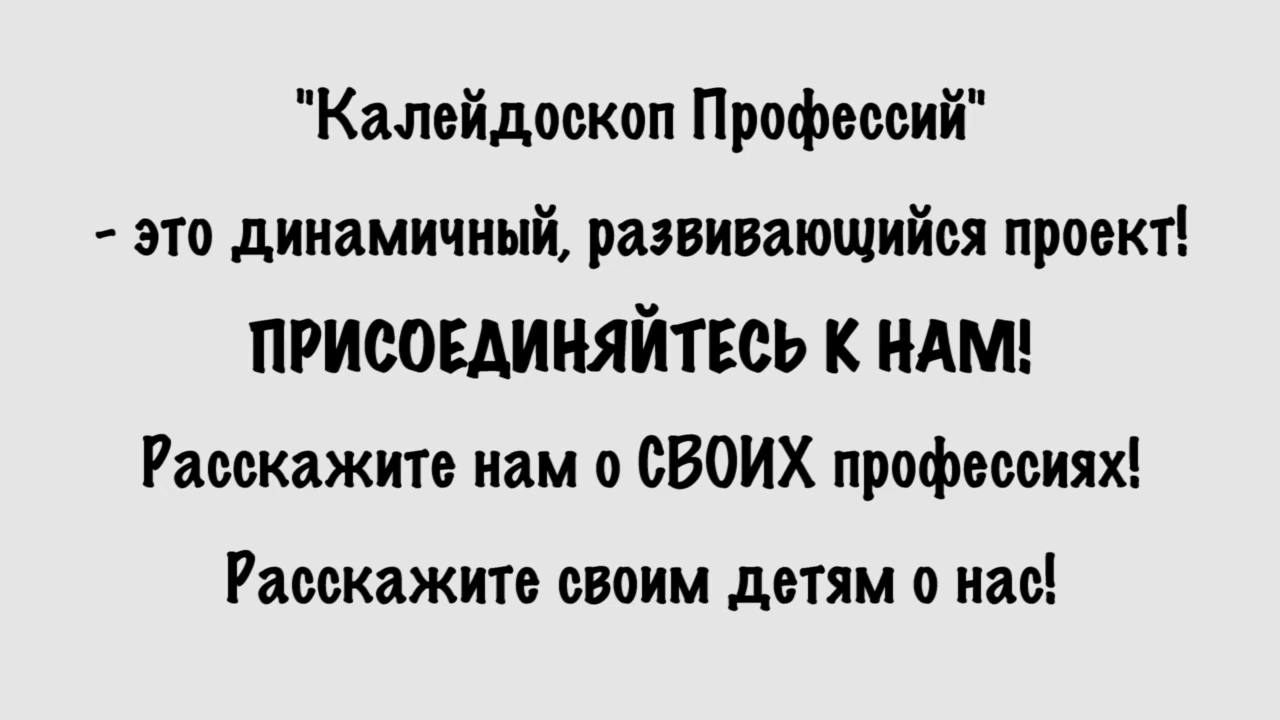 "Калейдоскоп Профессий"
- это динамичный, развивающийся проект!
ПРИСОЕДИНЯЙТЕСЬ К НАМ!
Расскажите нам о СВОИХ профессиях!
Расскажите своим детям о нас!